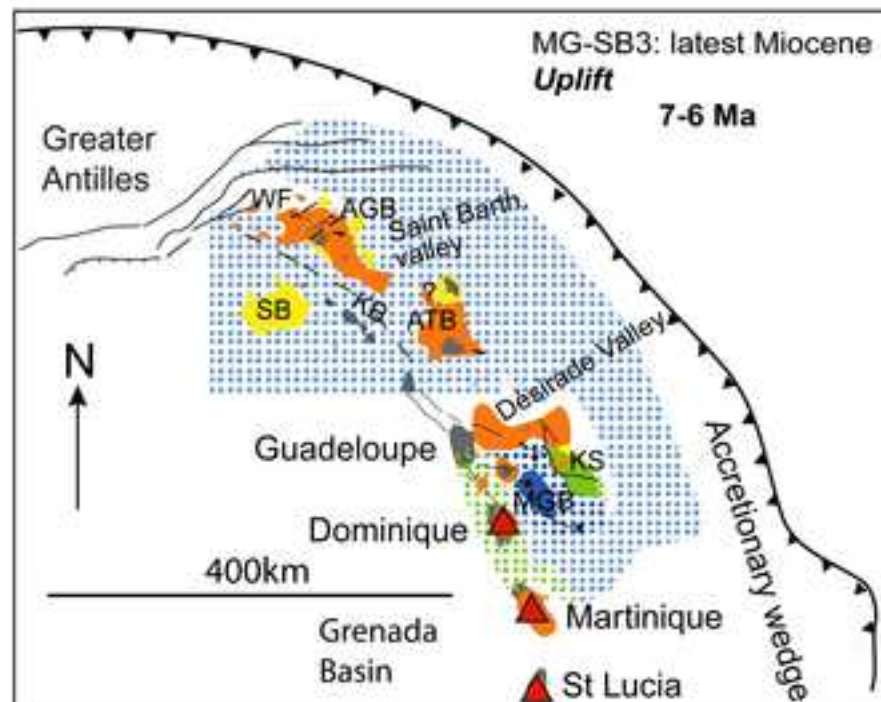 MG-SB3: latest Miocene
Uplift
7-6 Ma
Greater
Antilles
WF
AGB
Saint Barth.
valley
SB
KB
?
ATB
N
Désirade Valley
Guadeloupe
KS
MGB
Dominique
400km
Accretionary wedge
Grenada
Basin
Martinique
St Lucia